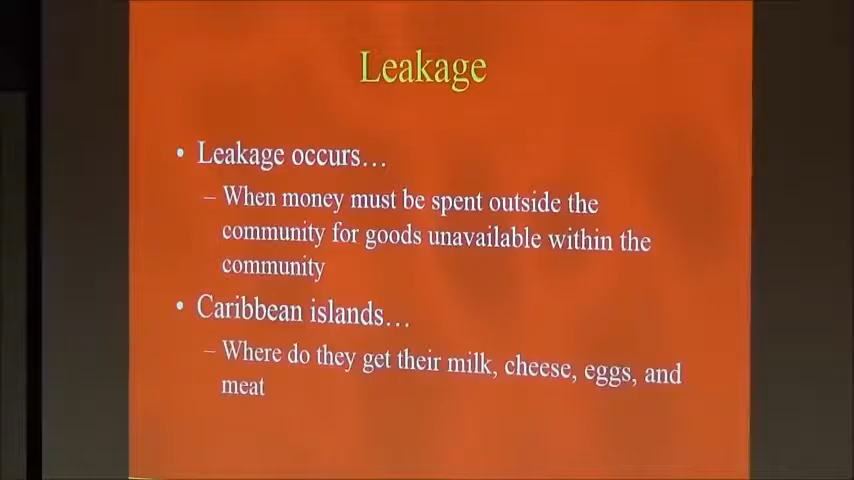 Leakage
• Leakage occurs…
– When money must be spent outside the
community for goods unavailable within the
community
• Caribbean islands…
– Where do they get their milk, cheese, eggs, and
meat